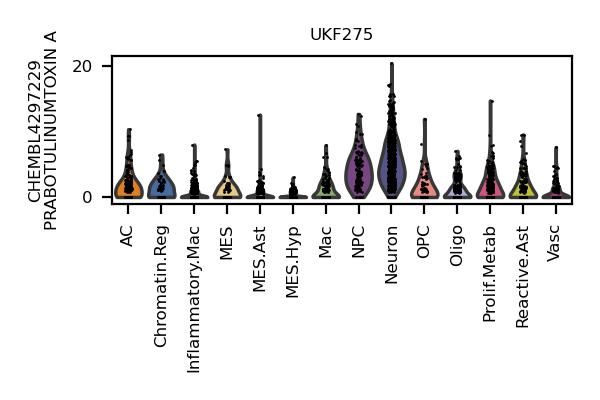 UKF275
CHEMBL4297229
PRABOTULINUMTOXIN A
20
0
AC
Chromatin.Reg
Inflammatory.Mac
MES
MES.Ast
MES.Hyp
Mac
NPC
Neuron
OPC
Oligo
Prolif.Metab
Reactive.Ast
Vasc